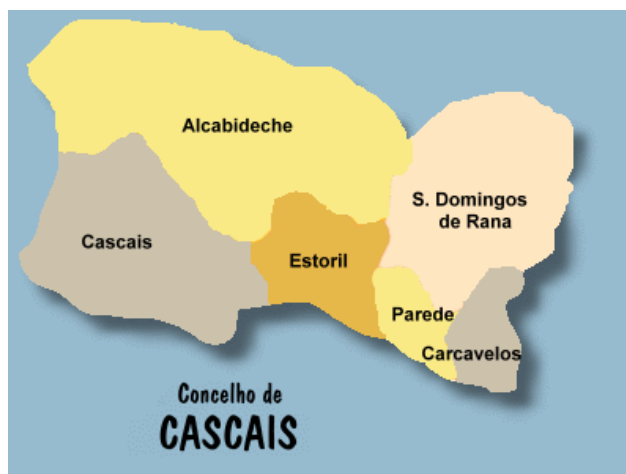 Alcabideche
S. Domingos
de Rana
Cascais
Estoril
Parede
Carcavelos
Concelho de
CASCAIS